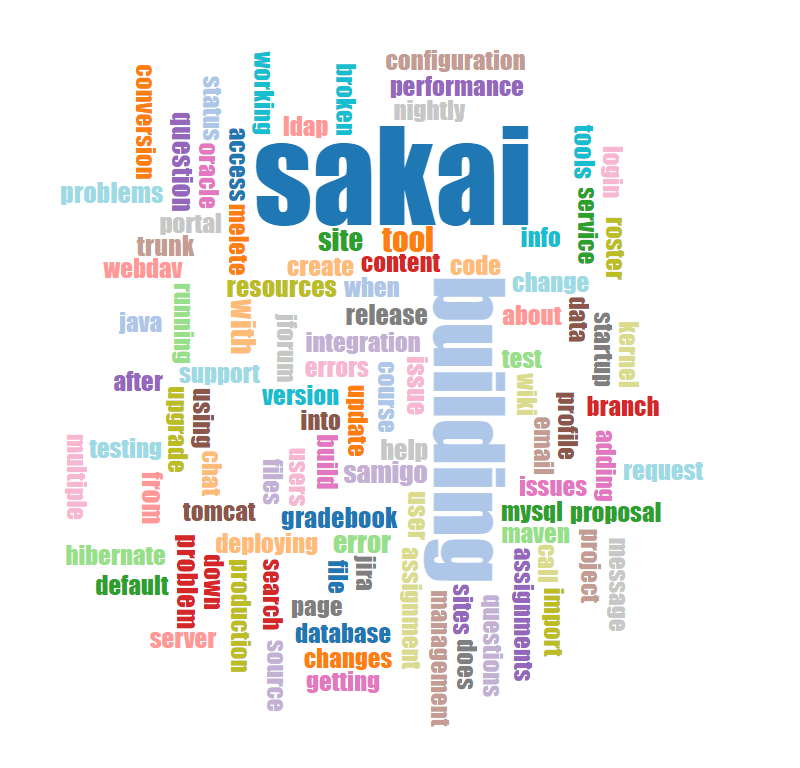 configuration
performance
nightly
working
broken
conversion
status
ldap
question
oracle
access
sakai
tools
login
problems
portal
melete
service
roster
trunk
site
tool
info
webdav
create
content
code
resources
when
change
running
with
release
about
data
java
jforum
integration
startup
kernel
after
support
errors
course
issue
test
version
update
wiki
upgrade
using
into
profile
branch
building
multiple
testing
chat
build
help
email
adding
files
users
samigo
request
from
issues
tomcat
gradebook
user
mysql
proposal
hibernate
deploying
error
maven
default
problem
down
production
search
file
jira
assignment
call
project
message
assignments
import
page
server
database
sites
does
questions
management
source
changes
getting